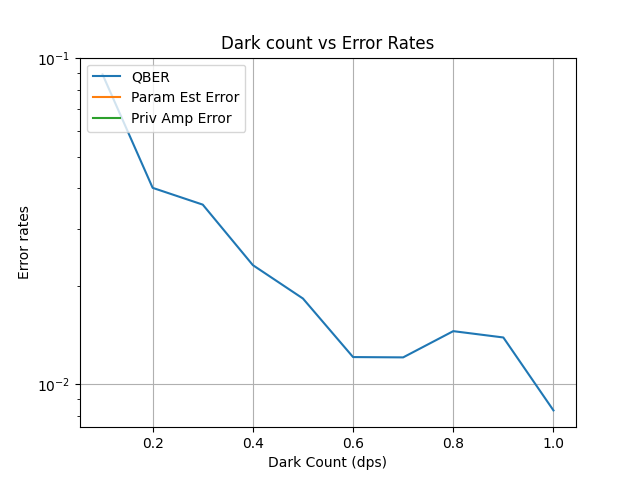 Dark count vs Error Rates
10⁻¹
QBER
Param Est Error
Priv Amp Error
Error rates
10⁻²
0.2 0.4 0.6 0.8 1.0
Dark Count (dps)